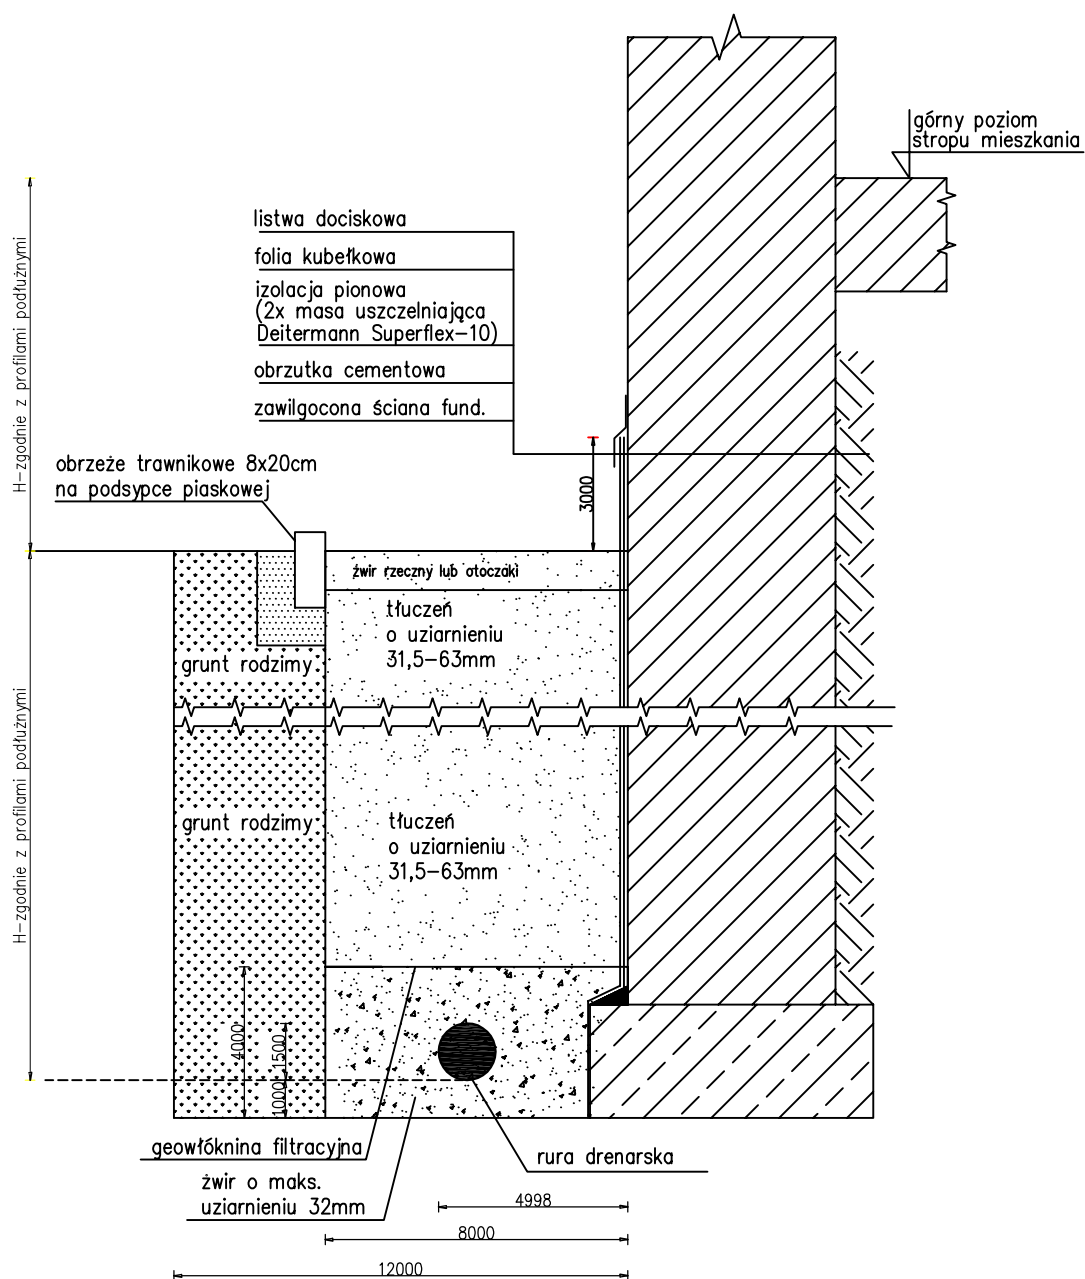 górny poziom
stropu mieszkania
listwa dociskowa
folia kubełkowa
izolacja pionowa
(2x masa uszczelniająca
Deitermann Superflex-10)
obrzutka cementowa
zawilgocona ściana fund.
H-zgodnie z profilami podłużnymi
obrzeże trawnikowe 8x20cm
na podsypce piaskowej
3000
żwir rzeczny lub otoczaki
tłuczeń
o uziarnieniu
31,5-63mm
grunt rodzimy
H-zgodnie z profilami podłużnymi
grunt rodzimy
tłuczeń
o uziarnieniu
31,5-63mm
4000
1500
1000
geowłóknina filtracyjna
rura drenarska
żwir o maks.
uziarnieniu 32mm
4998
8000
12000